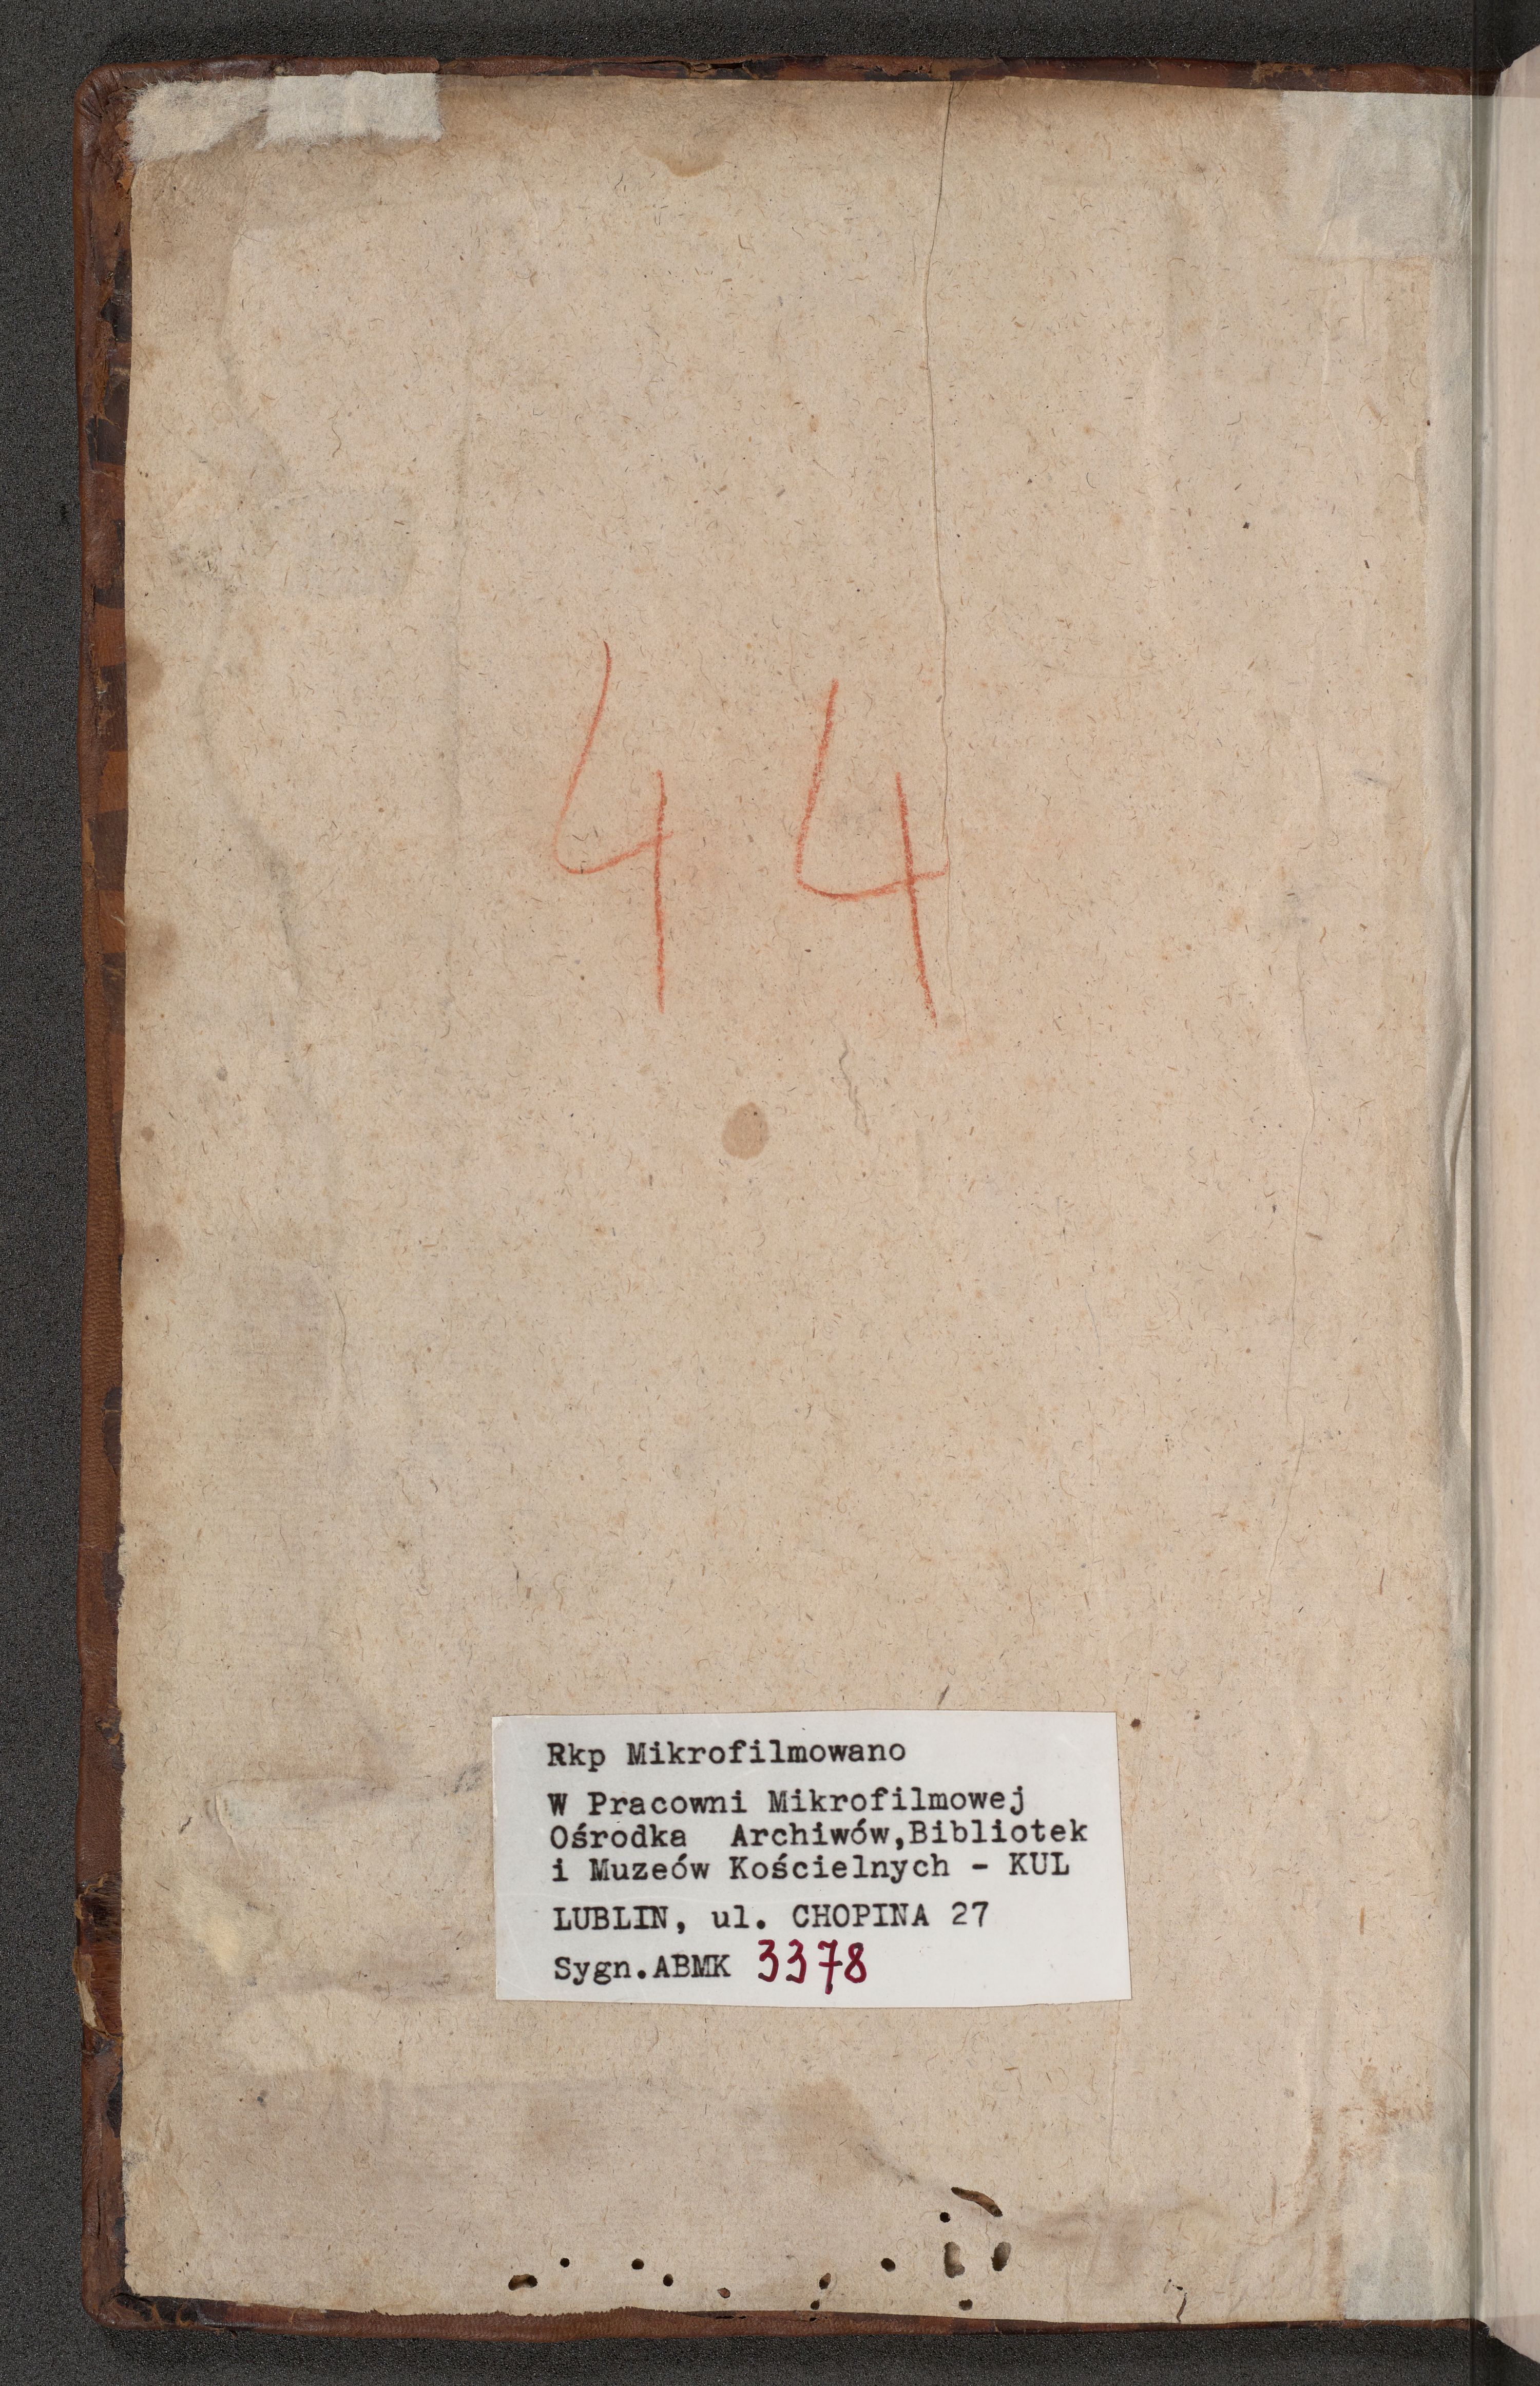 44
Rkp Mikrofilmowano
W Pracowni Mikrofilmowej
Ośrodka Archiwów,Bibliotek
i Muzeów Kościelnych - KUL
LUBLIN, ul. CHOPINA 27
Sygn.ABMK 3378